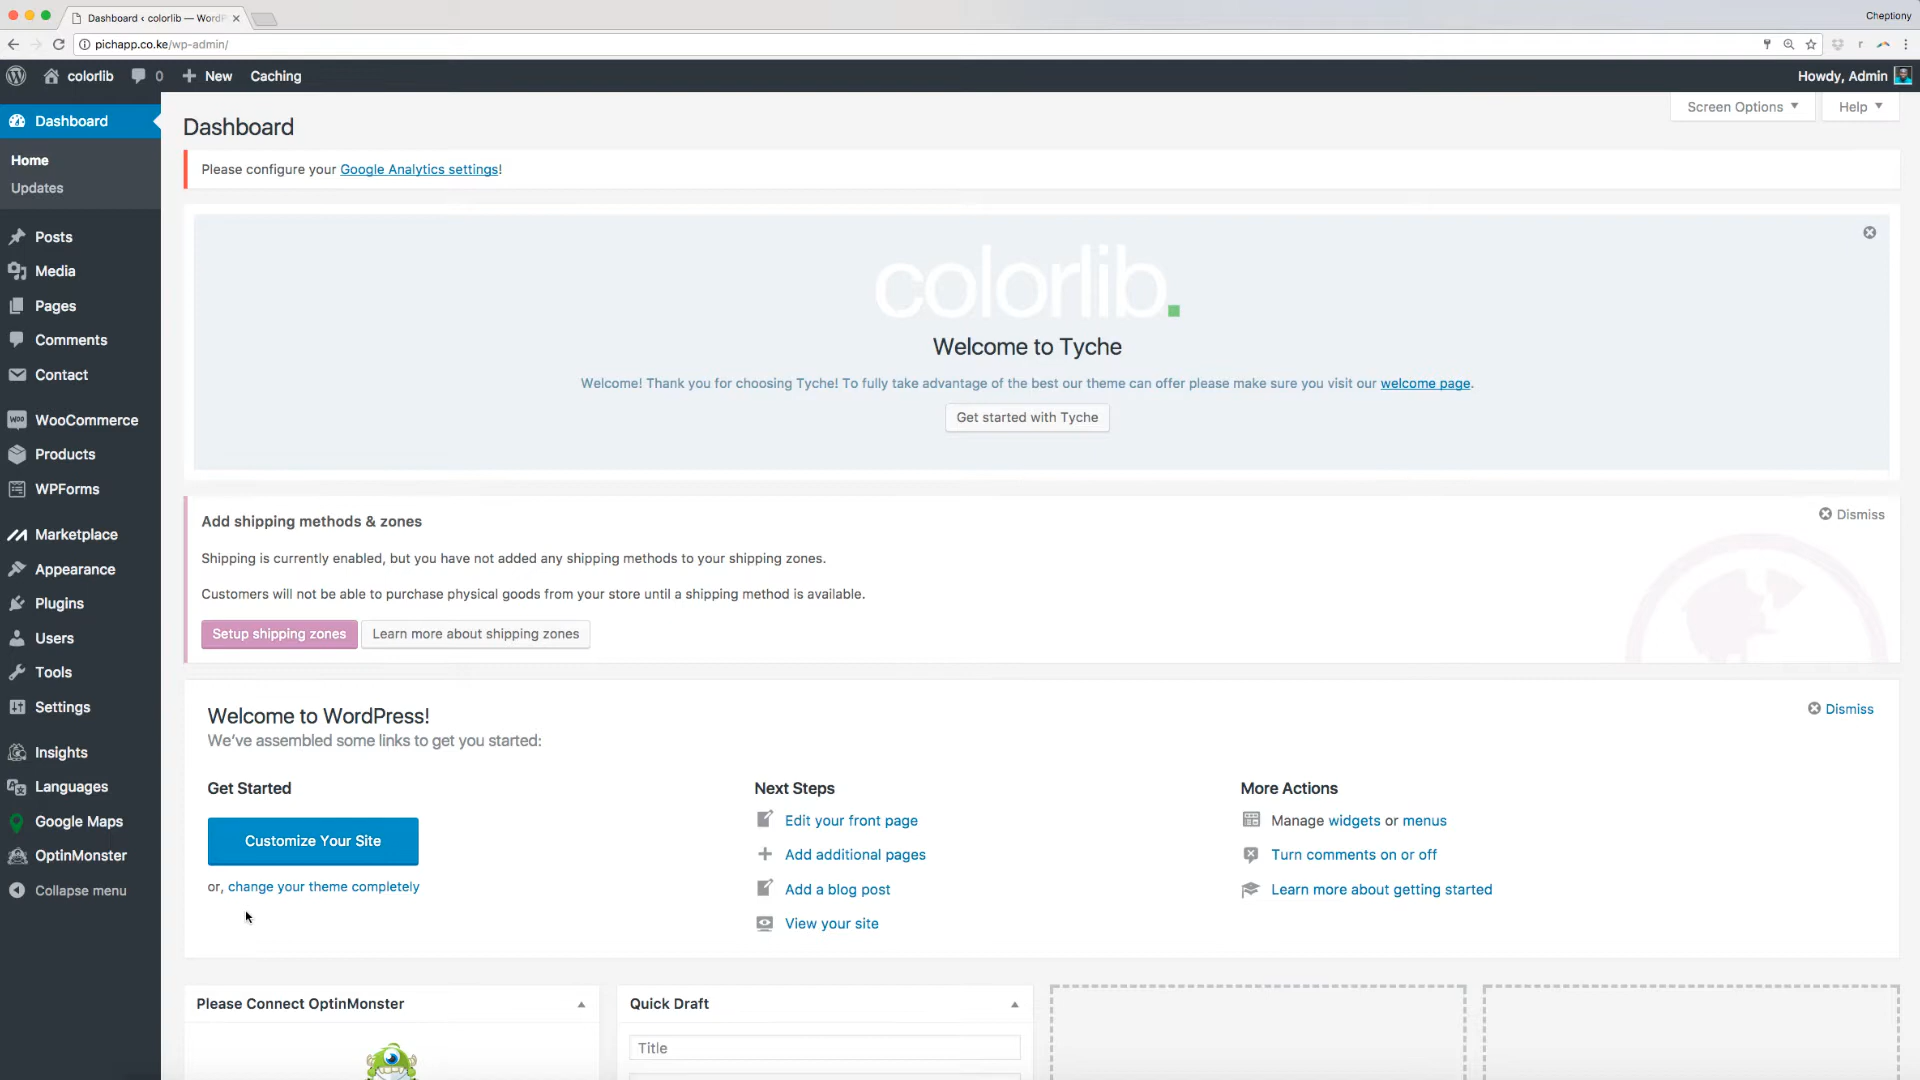 Dashboard ‹ colorlib — WordP
Cheptiony
pichapp.co.ke/wp-admin/
colorlib 0 New Caching
Howdy, Admin
Screen Options Help
Dashboard
Home
Updates
Posts
Media
Pages
Comments
Contact
WooCommerce
Products
WPForms
Marketplace
Appearance
Plugins
Users
Tools
Settings
Insights
Languages
Google Maps
OptinMonster
Collapse menu
Dashboard
Please configure your Google Analytics settings!
colorlib.
Welcome to Tyche
Welcome! Thank you for choosing Tyche! To fully take advantage of the best our theme can offer please make sure you visit our welcome page.
Get started with Tyche
Add shipping methods & zones
Dismiss
Shipping is currently enabled, but you have not added any shipping methods to your shipping zones.
Customers will not be able to purchase physical goods from your store until a shipping method is available.
Setup shipping zones Learn more about shipping zones
Welcome to WordPress!
Dismiss
We've assembled some links to get you started:
Get Started
Customize Your Site
or, change your theme completely
Next Steps
Edit your front page
Add additional pages
Add a blog post
View your site
More Actions
Manage widgets or menus
Turn comments on or off
Learn more about getting started
Please Connect OptinMonster
Quick Draft
Title